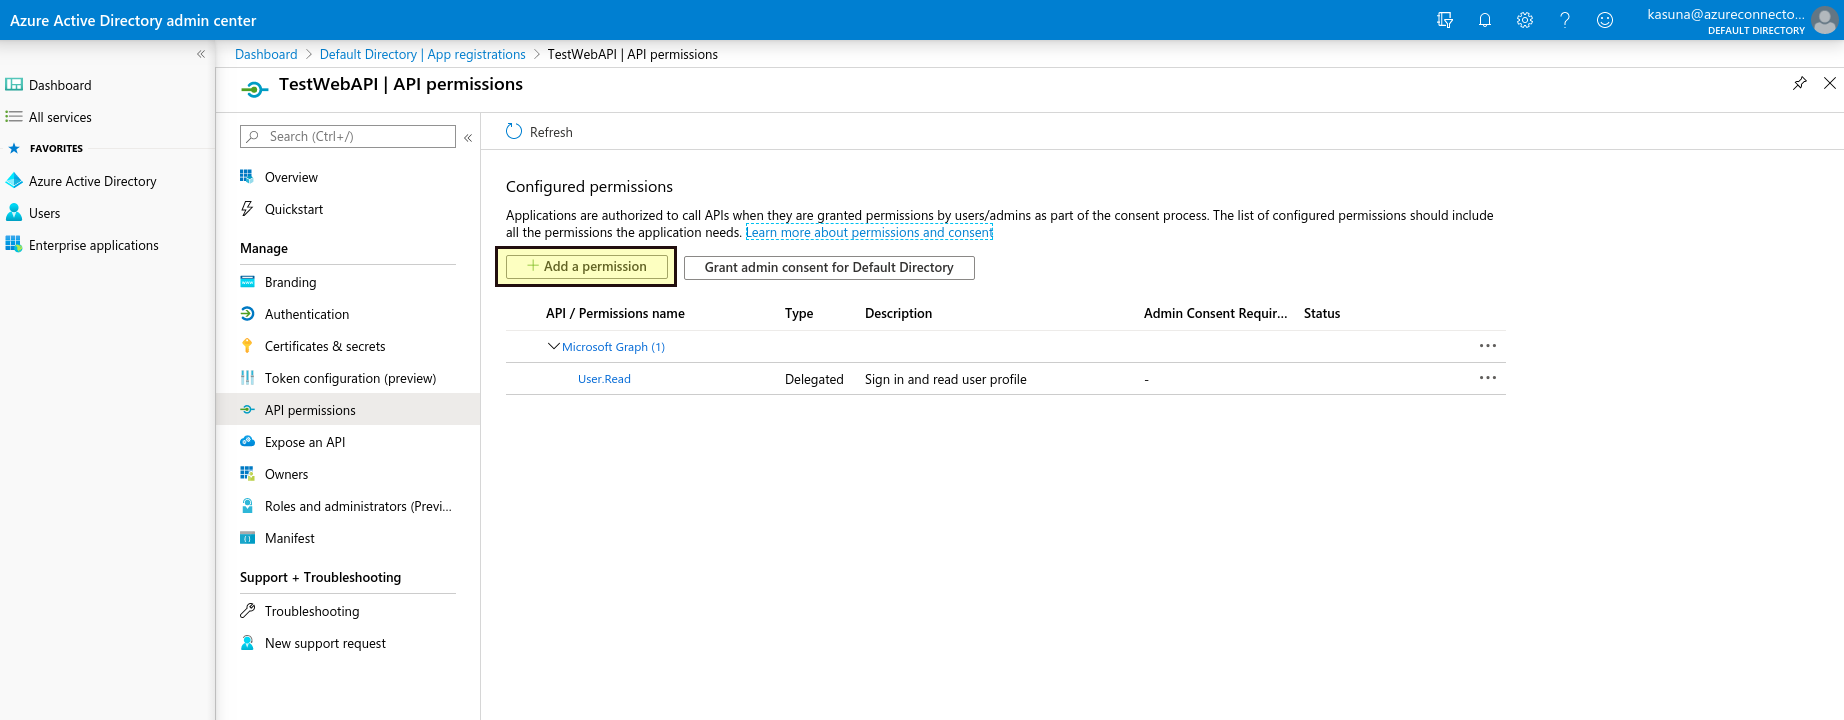 Azure Active Directory admin center
kasuna@azureconnecto...
DEFAULT DIRECTORY
Dashboard > Default Directory | App registrations > TestWebAPI | API permissions
Dashboard
All services
FAVORITES
Azure Active Directory
Users
Enterprise applications
TestWebAPI | API permissions
Search (Ctrl+/)
Overview
Quickstart
Manage
Branding
Authentication
Certificates & secrets
Token configuration (preview)
API permissions
Expose an API
Owners
Roles and administrators (Previ...
Manifest
Support + Troubleshooting
Troubleshooting
New support request
Refresh
Configured permissions
Applications are authorized to call APIs when they are granted permissions by users/admins as part of the consent process. The list of configured permissions should include
all the permissions the application needs. Learn more about permissions and consent
+ Add a permission Grant admin consent for Default Directory
API / Permissions name Type Description Admin Consent Requir... Status
Microsoft Graph (1) ...
User.Read Delegated Sign in and read user profile - ...